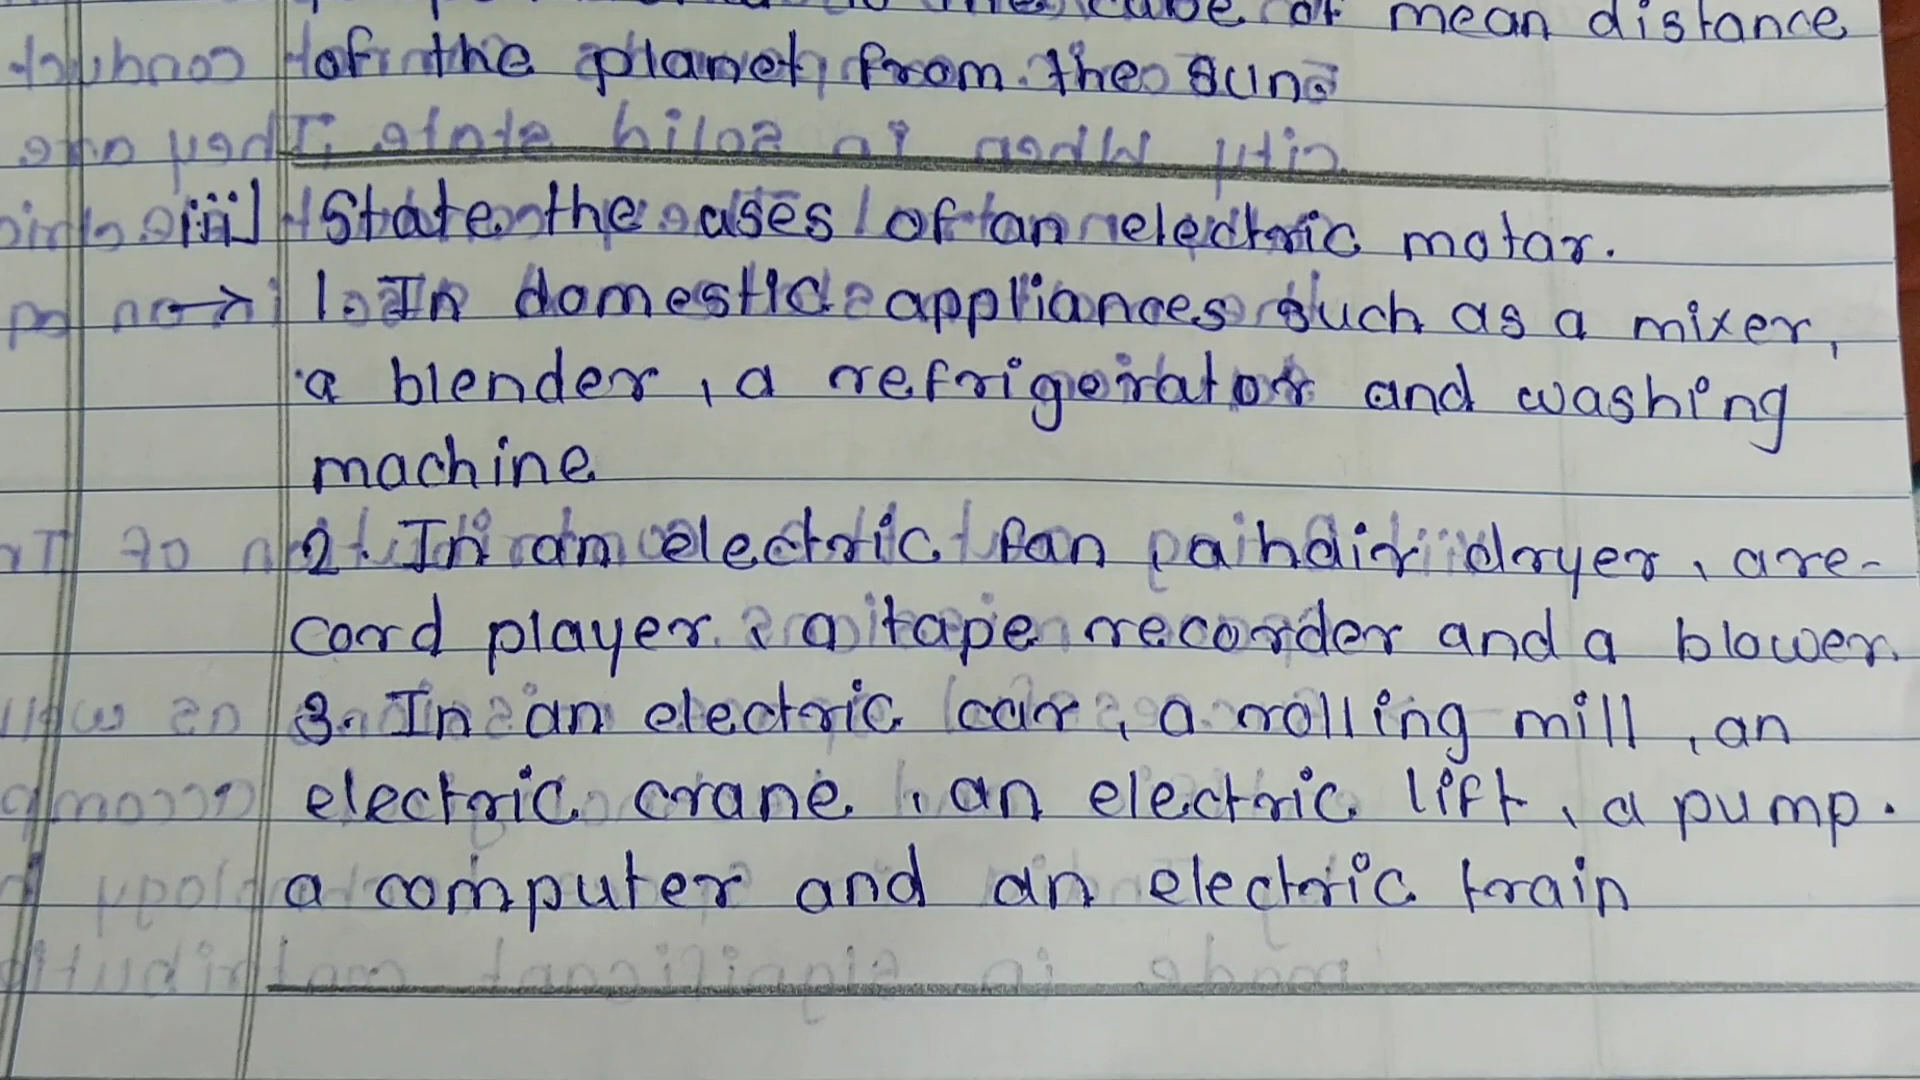 the cube of mean distance
of the planet from the sun.
iii] State the uses of an electric motar.
→ 1. In domestic appliances such as a mixer,
a blender, a refrigerator and washing
machine
2. In an electric fan, a hair dryer, a re-
cord player, a tape recorder and a blower.
3. In an electric car, a rolling mill, an
electric crane, an electric lift, a pump.
a computer and an electric train